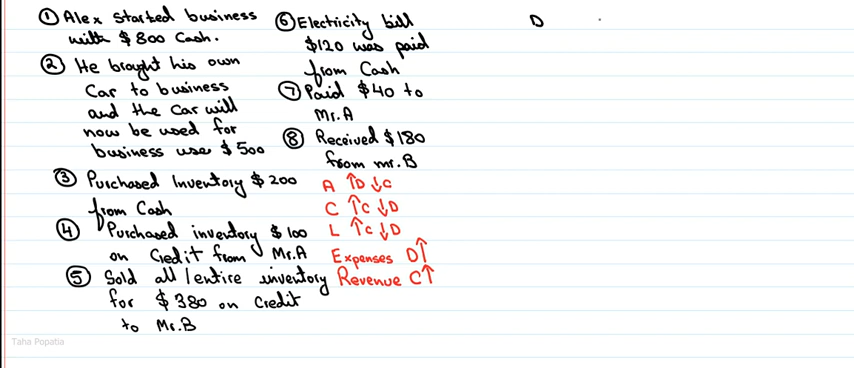 ① Alex started business
with $800 Cash.
② He brought his own
Car to business
and the Car will
now be used for
business use $500
③ Purchased Inventory $200
from Cash
④ Purchased inventory $100
on Credit from Mr.A
⑤ Sold all/entire inventory
for $380 on Credit
to Mr.B
⑥ Electricity bill
$120 was paid
from Cash
⑦ Paid $40 to
Mr.A
⑧ Received $180
from mr.B
A ↑D ↓C
C ↑C ↓D
L ↑C ↓D
Expenses D↑
Revenue C↑
D
Taha Popatia